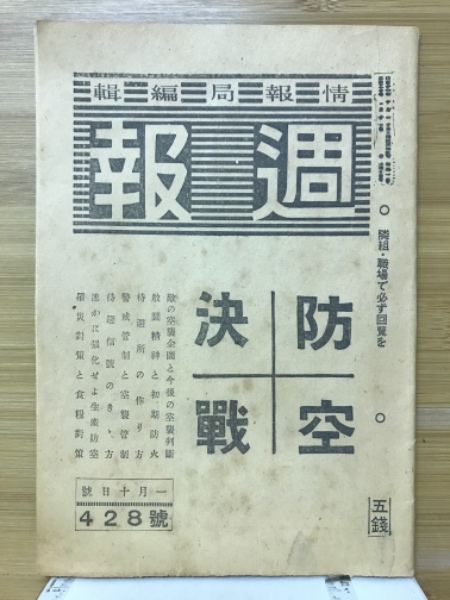 ○ 隣組・職場で必ず回覧を ○
五錢
情報局編輯
週報
防空
決戰
敵の空襲企圖と今後の空襲判斷
敢鬪精神と初期防火
待避所の作り方
警戒管制と空襲管制
待避信號のきゝ方
速かに强化せよ生產防空
罹災對策と食糧對策
一月十日號
428號